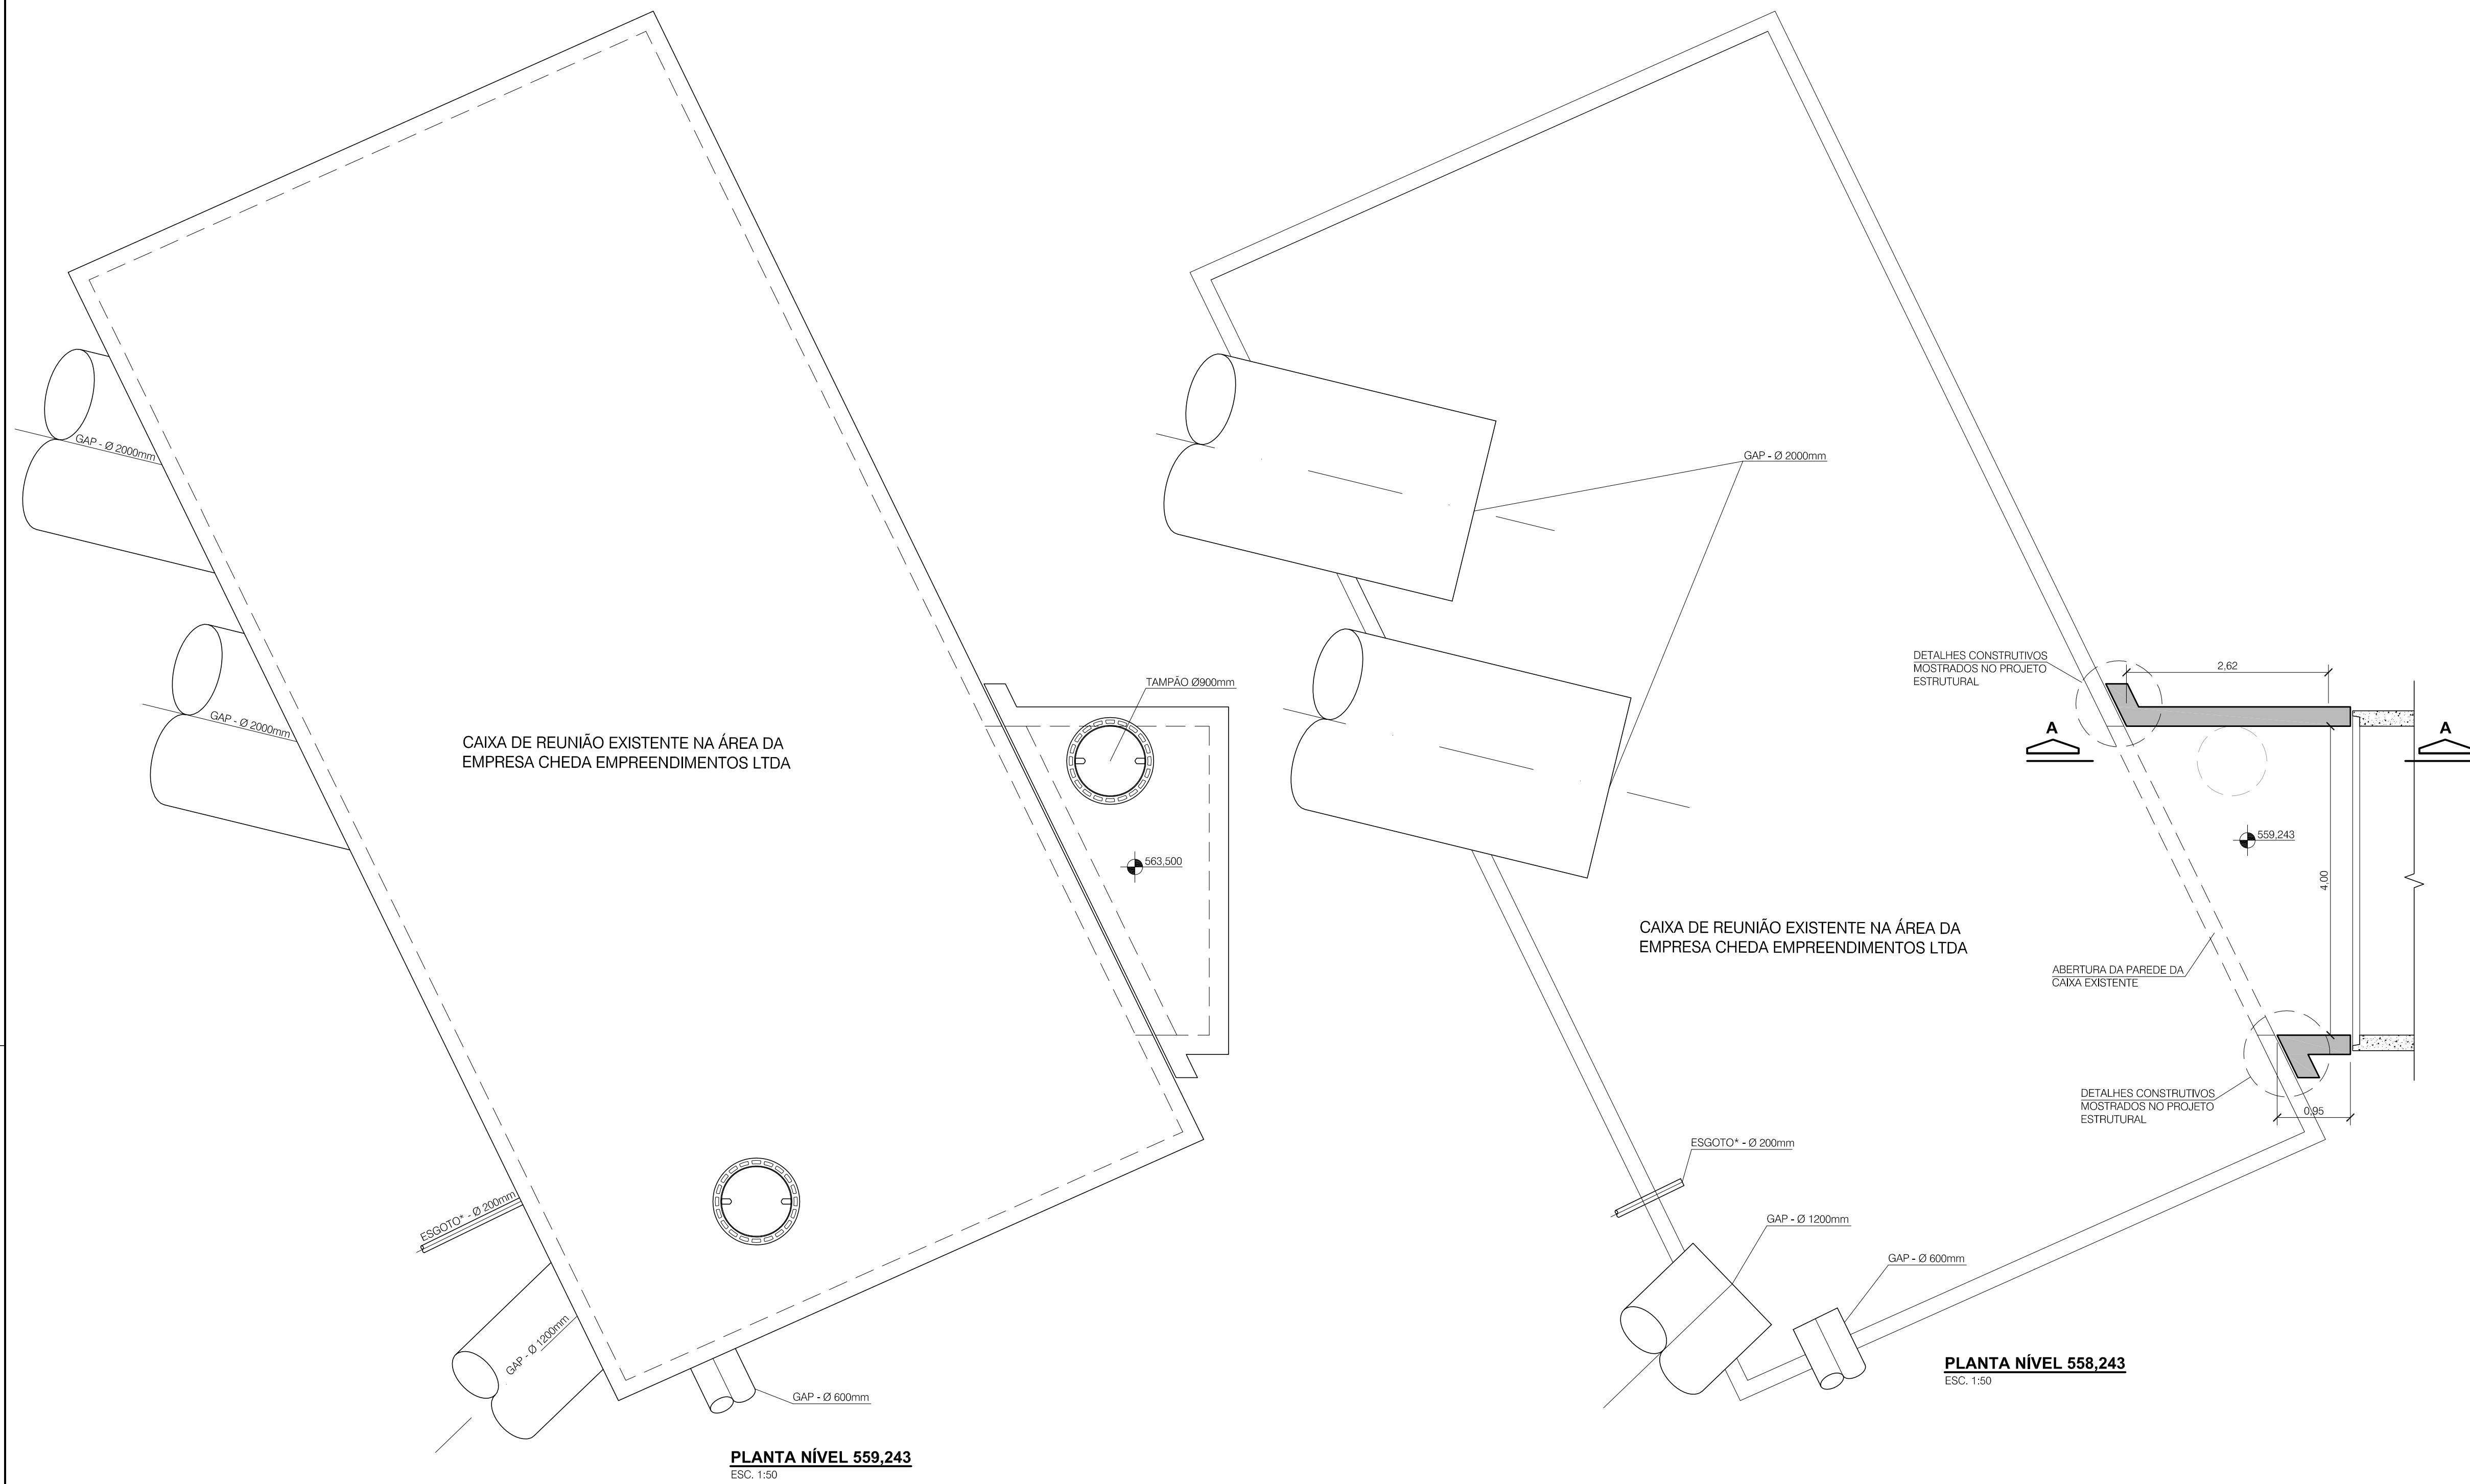 GAP - Ø 2000mm
GAP - Ø 2000mm
CAIXA DE REUNIÃO EXISTENTE NA ÁREA DA
EMPRESA CHEDA EMPREENDIMENTOS LTDA
TAMPÃO Ø900mm
563,500
ESGOTO* - Ø 200mm
GAP - Ø 1200mm
GAP - Ø 600mm
PLANTA NÍVEL 559,243
ESC. 1:50
GAP - Ø 2000mm
DETALHES CONSTRUTIVOS
MOSTRADOS NO PROJETO
ESTRUTURAL
2,62
A
A
559,243
4,00
CAIXA DE REUNIÃO EXISTENTE NA ÁREA DA
EMPRESA CHEDA EMPREENDIMENTOS LTDA
ABERTURA DA PAREDE DA
CAIXA EXISTENTE
DETALHES CONSTRUTIVOS
MOSTRADOS NO PROJETO
ESTRUTURAL
0,95
ESGOTO* - Ø 200mm
GAP - Ø 1200mm
GAP - Ø 600mm
PLANTA NÍVEL 558,243
ESC. 1:50